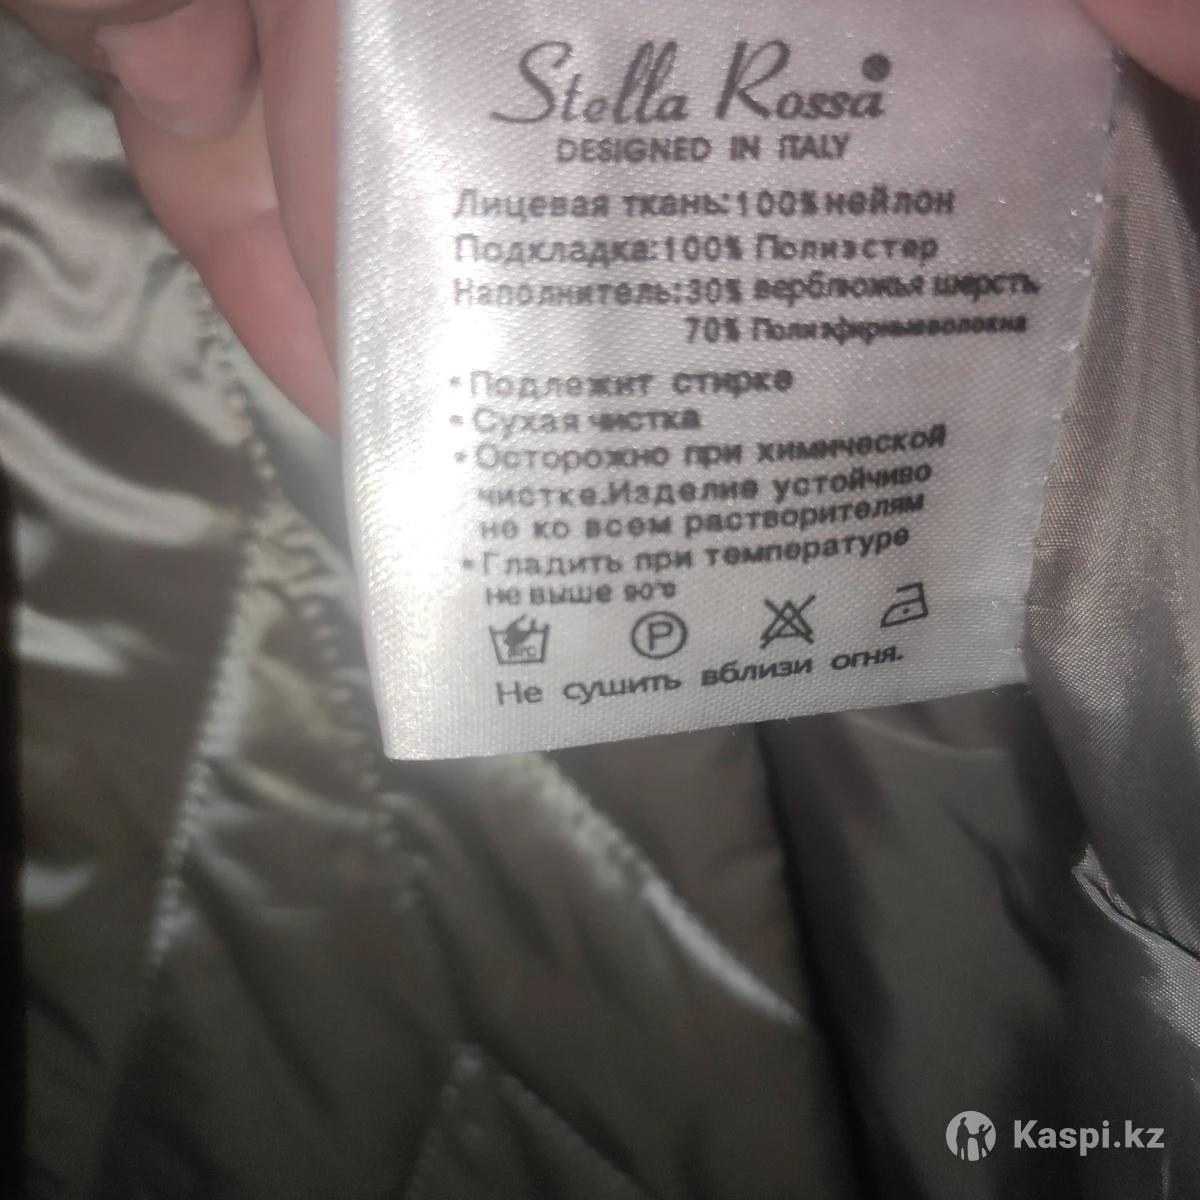 Stella Rossa®
DESIGNED IN ITALY
Лицевая ткань:100% нейлон
Подкладка:100% Полиэстер
Наполнитель:30% верблюжья шерсть
70% Полиэфирные волокна
• Подлежит стирке
• Сухая чистка
• Осторожно при химической
чистке.Изделие устойчиво
не ко всем растворителям
• Гладить при температуре
не выше 90°C
P
Не сушить вблизи огня.
Kaspi.kz